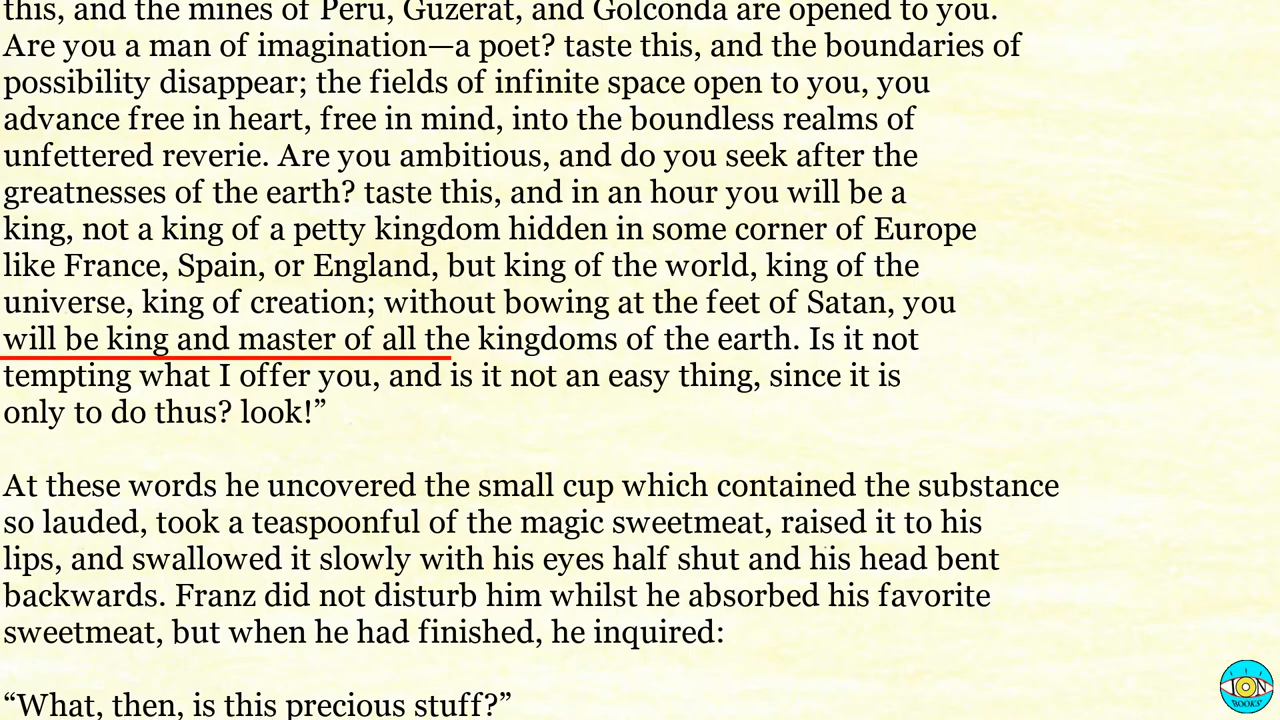 this, and the mines of Peru, Guzerat, and Golconda are opened to you.
Are you a man of imagination—a poet? taste this, and the boundaries of
possibility disappear; the fields of infinite space open to you, you
advance free in heart, free in mind, into the boundless realms of
unfettered reverie. Are you ambitious, and do you seek after the
greatnesses of the earth? taste this, and in an hour you will be a
king, not a king of a petty kingdom hidden in some corner of Europe
like France, Spain, or England, but king of the world, king of the
universe, king of creation; without bowing at the feet of Satan, you
will be king and master of all the kingdoms of the earth. Is it not
tempting what I offer you, and is it not an easy thing, since it is
only to do thus? look!”
At these words he uncovered the small cup which contained the substance
so lauded, took a teaspoonful of the magic sweetmeat, raised it to his
lips, and swallowed it slowly with his eyes half shut and his head bent
backwards. Franz did not disturb him whilst he absorbed his favorite
sweetmeat, but when he had finished, he inquired:
“What, then, is this precious stuff?”
ION
BOOKS